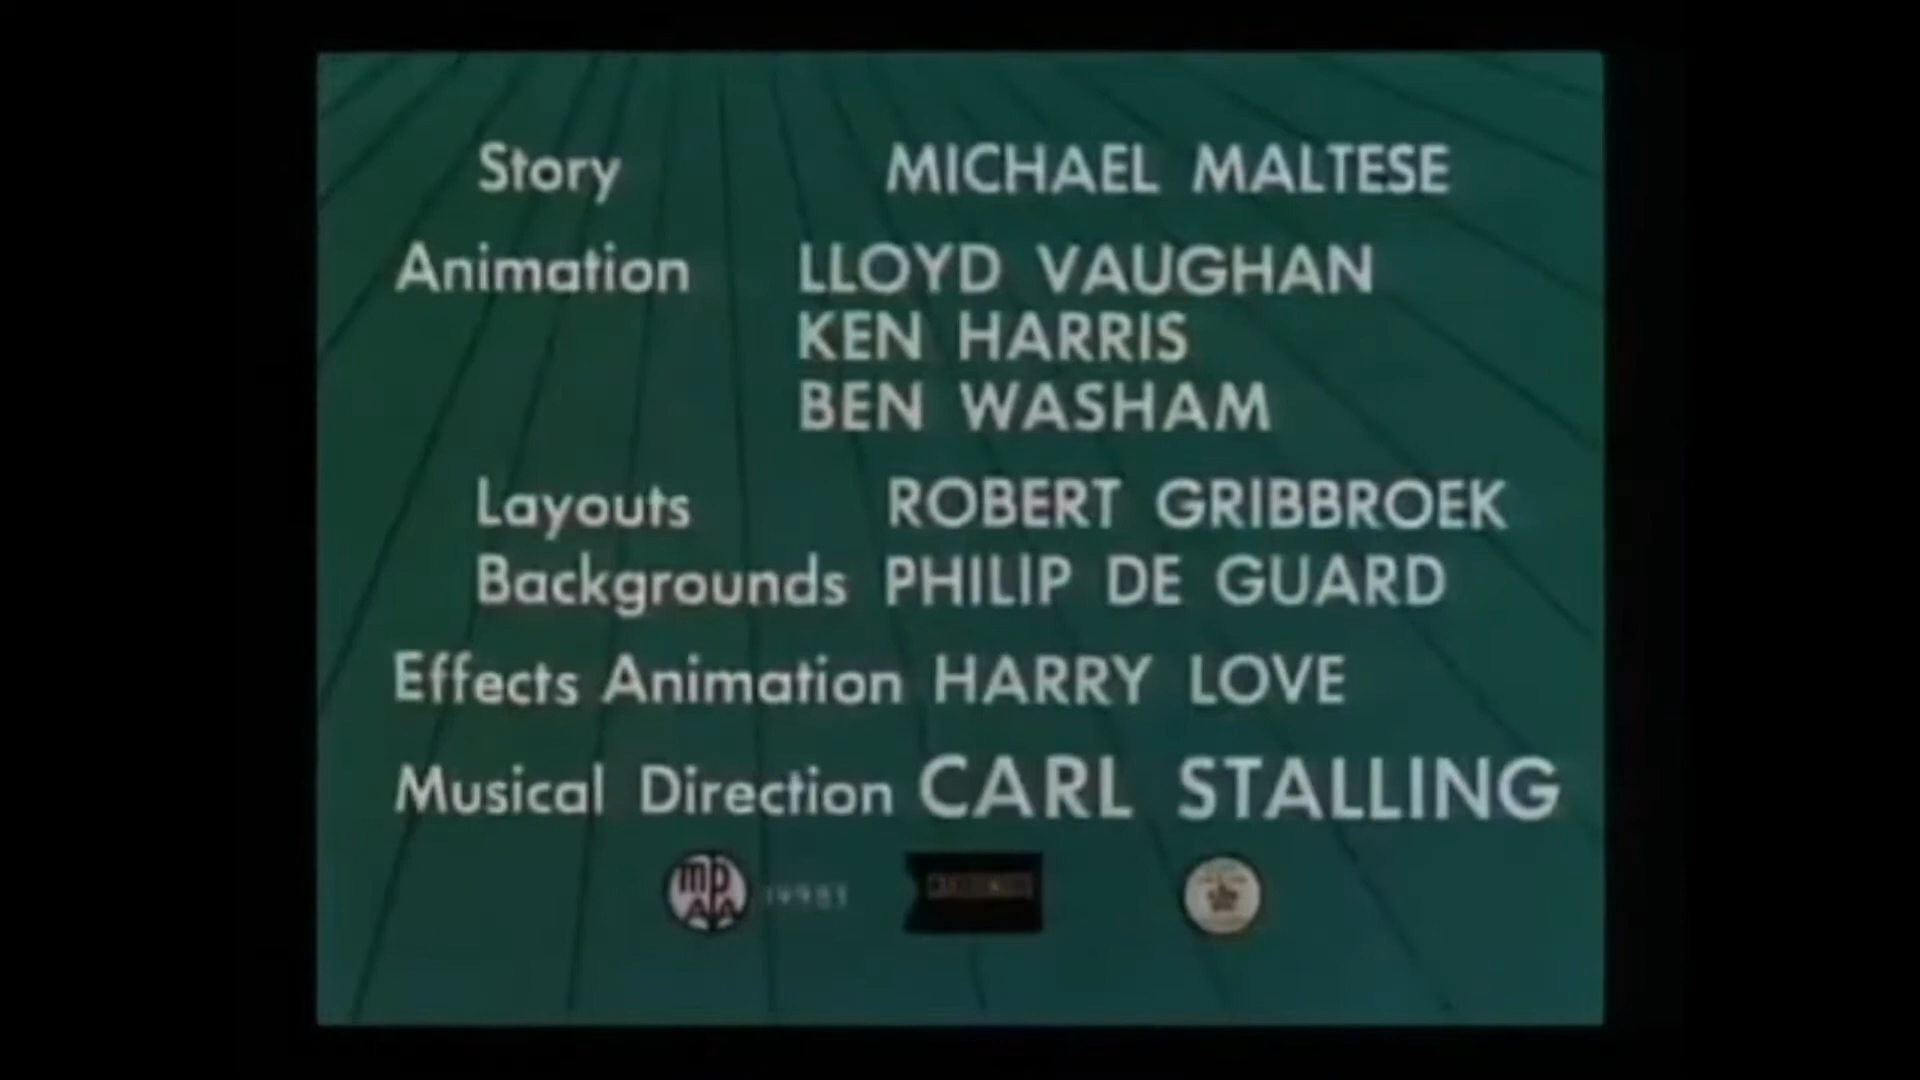 Story MICHAEL MALTESE
Animation LLOYD VAUGHAN
KEN HARRIS
BEN WASHAM
Layouts ROBERT GRIBBROEK
Backgrounds PHILIP DE GUARD
Effects Animation HARRY LOVE
Musical Direction CARL STALLING
MPAA